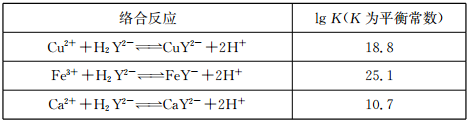 络合反应 lg K(K 为平衡常数)
Cu²⁺+H₂Y²⁻⇌CuY²⁻+2H⁺ 18.8
Fe³⁺+H₂Y²⁻⇌FeY⁻+2H⁺ 25.1
Ca²⁺+H₂Y²⁻⇌CaY²⁻+2H⁺ 10.7